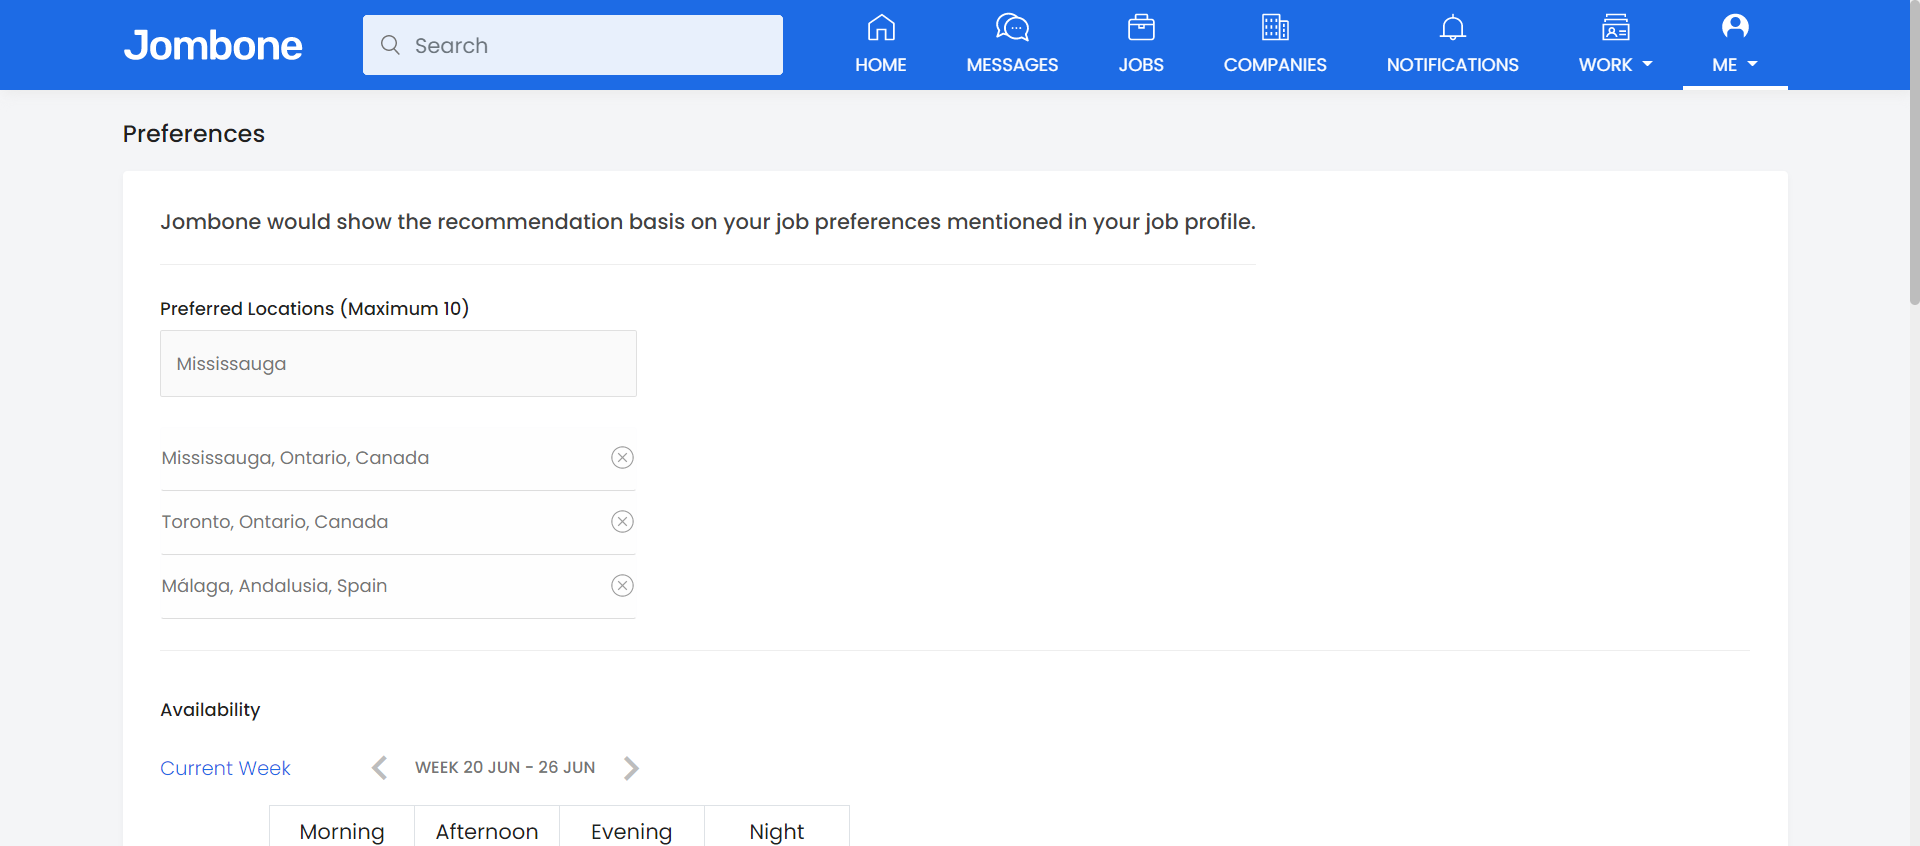 Jombone
Search
HOME
MESSAGES
JOBS
COMPANIES
NOTIFICATIONS
WORK
ME
Preferences
Jombone would show the recommendation basis on your job preferences mentioned in your job profile.
Preferred Locations (Maximum 10)
Mississauga
Mississauga, Ontario, Canada
Toronto, Ontario, Canada
Málaga, Andalusia, Spain
Availability
Current Week
WEEK 20 JUN - 26 JUN
Morning Afternoon Evening Night